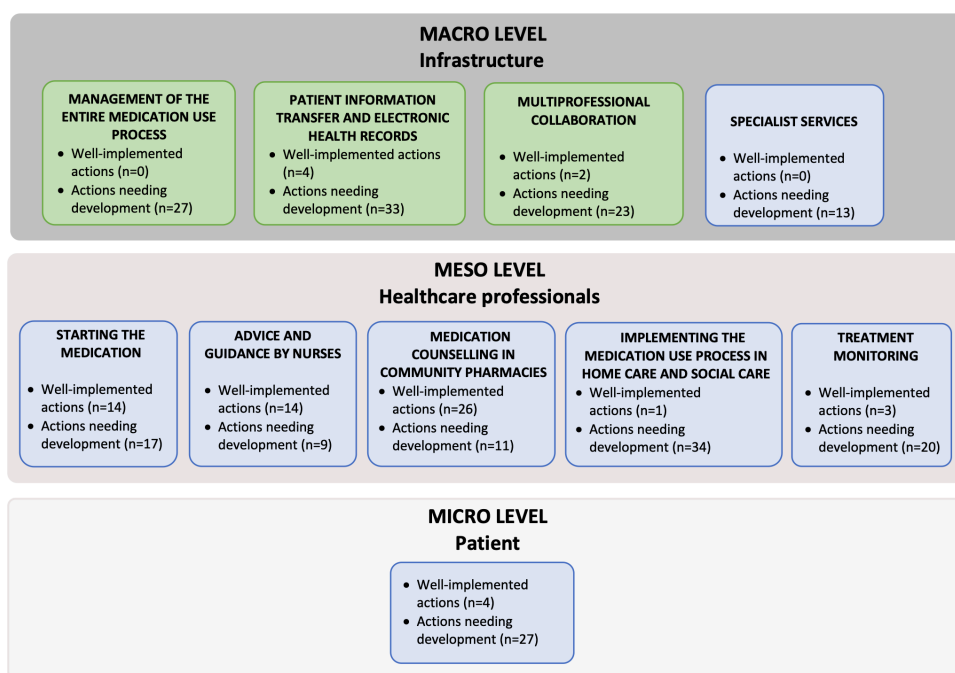 MACRO LEVEL
Infrastructure
MANAGEMENT OF THE
ENTIRE MEDICATION USE
PROCESS
• Well-implemented
actions (n=0)
• Actions needing
development (n=27)
PATIENT INFORMATION
TRANSFER AND ELECTRONIC
HEALTH RECORDS
• Well-implemented actions
(n=4)
• Actions needing
development (n=33)
MULTIPROFESSIONAL
COLLABORATION
• Well-implemented
actions (n=2)
• Actions needing
development (n=23)
SPECIALIST SERVICES
• Well-implemented
actions (n=0)
• Actions needing
development (n=13)
MESO LEVEL
Healthcare professionals
STARTING THE
MEDICATION
• Well-implemented
actions (n=14)
• Actions needing
development (n=17)
ADVICE AND
GUIDANCE BY NURSES
• Well-implemented
actions (n=14)
• Actions needing
development (n=9)
MEDICATION
COUNSELLING IN
COMMUNITY PHARMACIES
• Well-implemented
actions (n=26)
• Actions needing
development (n=11)
IMPLEMENTING THE
MEDICATION USE PROCESS IN
HOME CARE AND SOCIAL CARE
• Well-implemented
actions (n=1)
• Actions needing
development (n=34)
TREATMENT
MONITORING
• Well-implemented
actions (n=3)
• Actions needing
development (n=20)
MICRO LEVEL
Patient
• Well-implemented
actions (n=4)
• Actions needing
development (n=27)